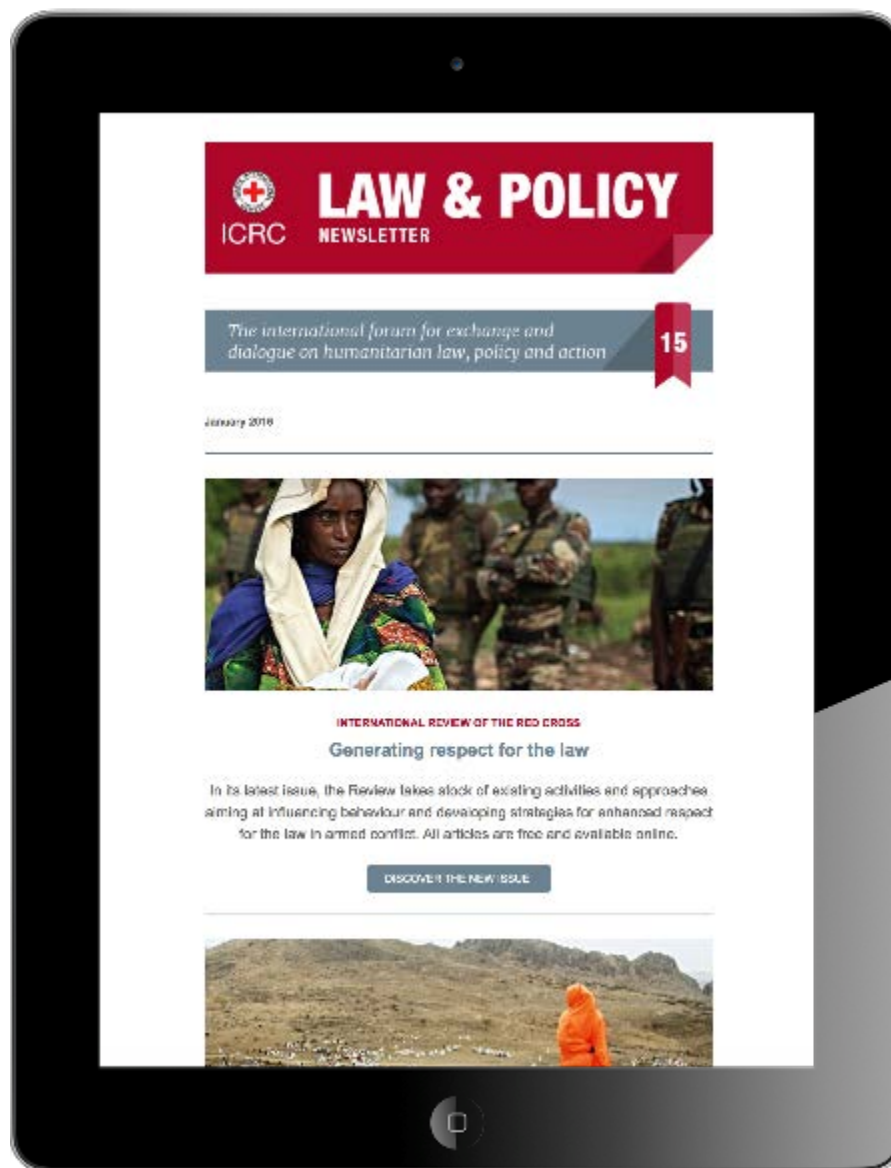 ICRC
LAW & POLICY
NEWSLETTER
The international forum for exchange and
dialogue on humanitarian law, policy and action
15
January 2016
INTERNATIONAL REVIEW OF THE RED CROSS
Generating respect for the law
In its latest issue, the Review takes stock of existing activities and approaches
aiming at influencing behaviour and developing strategies for enhanced respect
for the law in armed conflict. All articles are free and available online.
DISCOVER THE NEW ISSUE